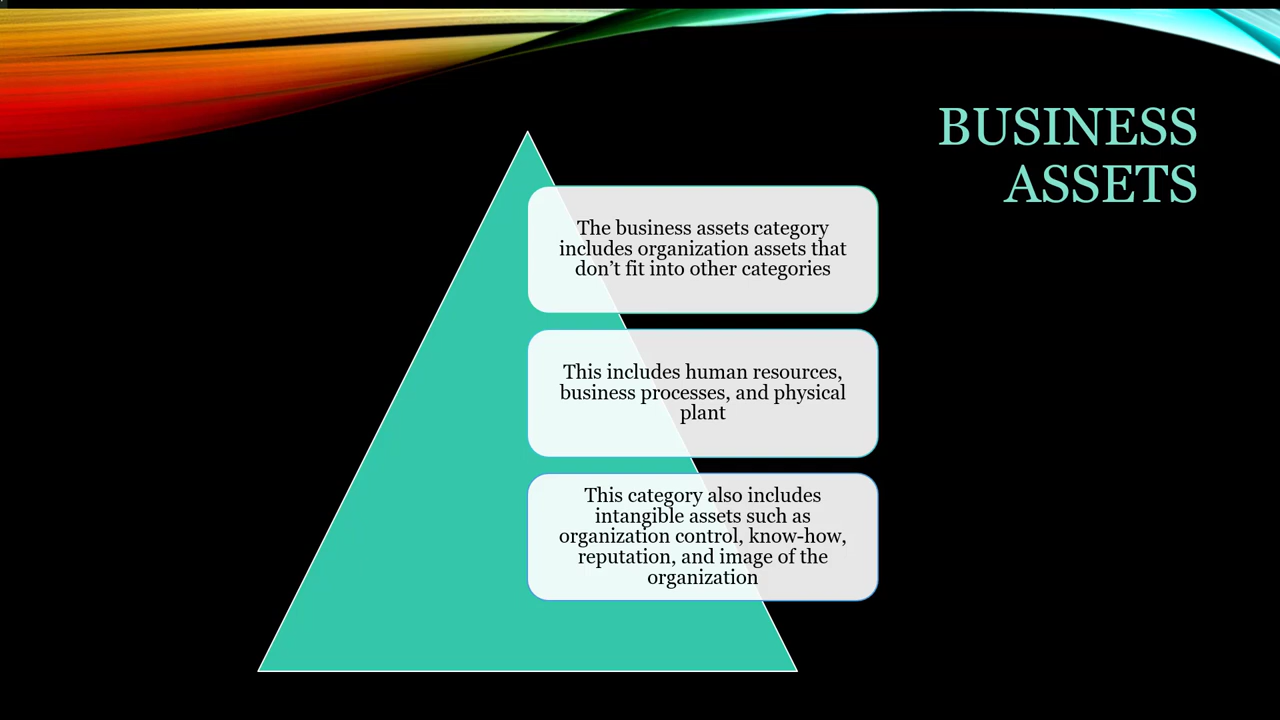 BUSINESS
ASSETS
The business assets category
includes organization assets that
don’t fit into other categories
This includes human resources,
business processes, and physical
plant
This category also includes
intangible assets such as
organization control, know-how,
reputation, and image of the
organization